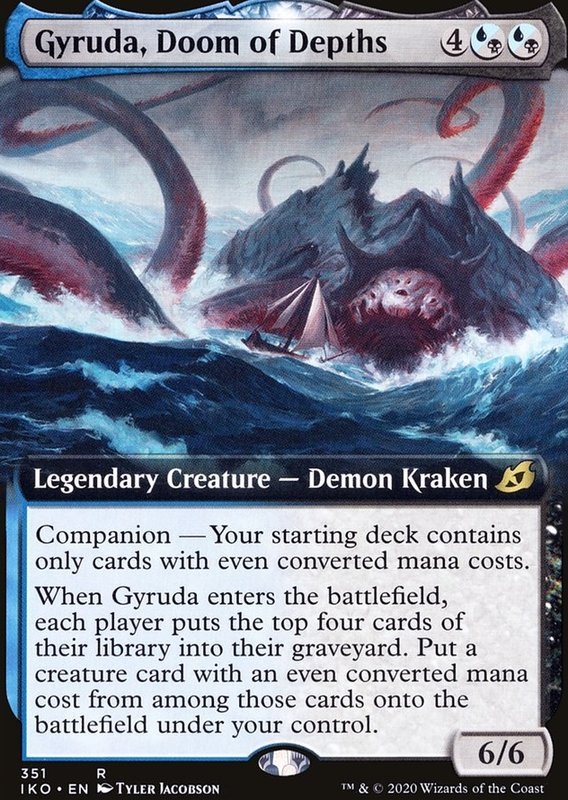 Gyruda, Doom of Depths 4
Legendary Creature — Demon Kraken
Companion — Your starting deck contains
only cards with even converted mana costs.
When Gyruda enters the battlefield,
each player puts the top four cards of
their library into their graveyard. Put a
creature card with an even converted mana
cost from among those cards onto the
battlefield under your control.
6/6
351 R
IKO • EN Tyler Jacobson
™ & © 2020 Wizards of the Coast